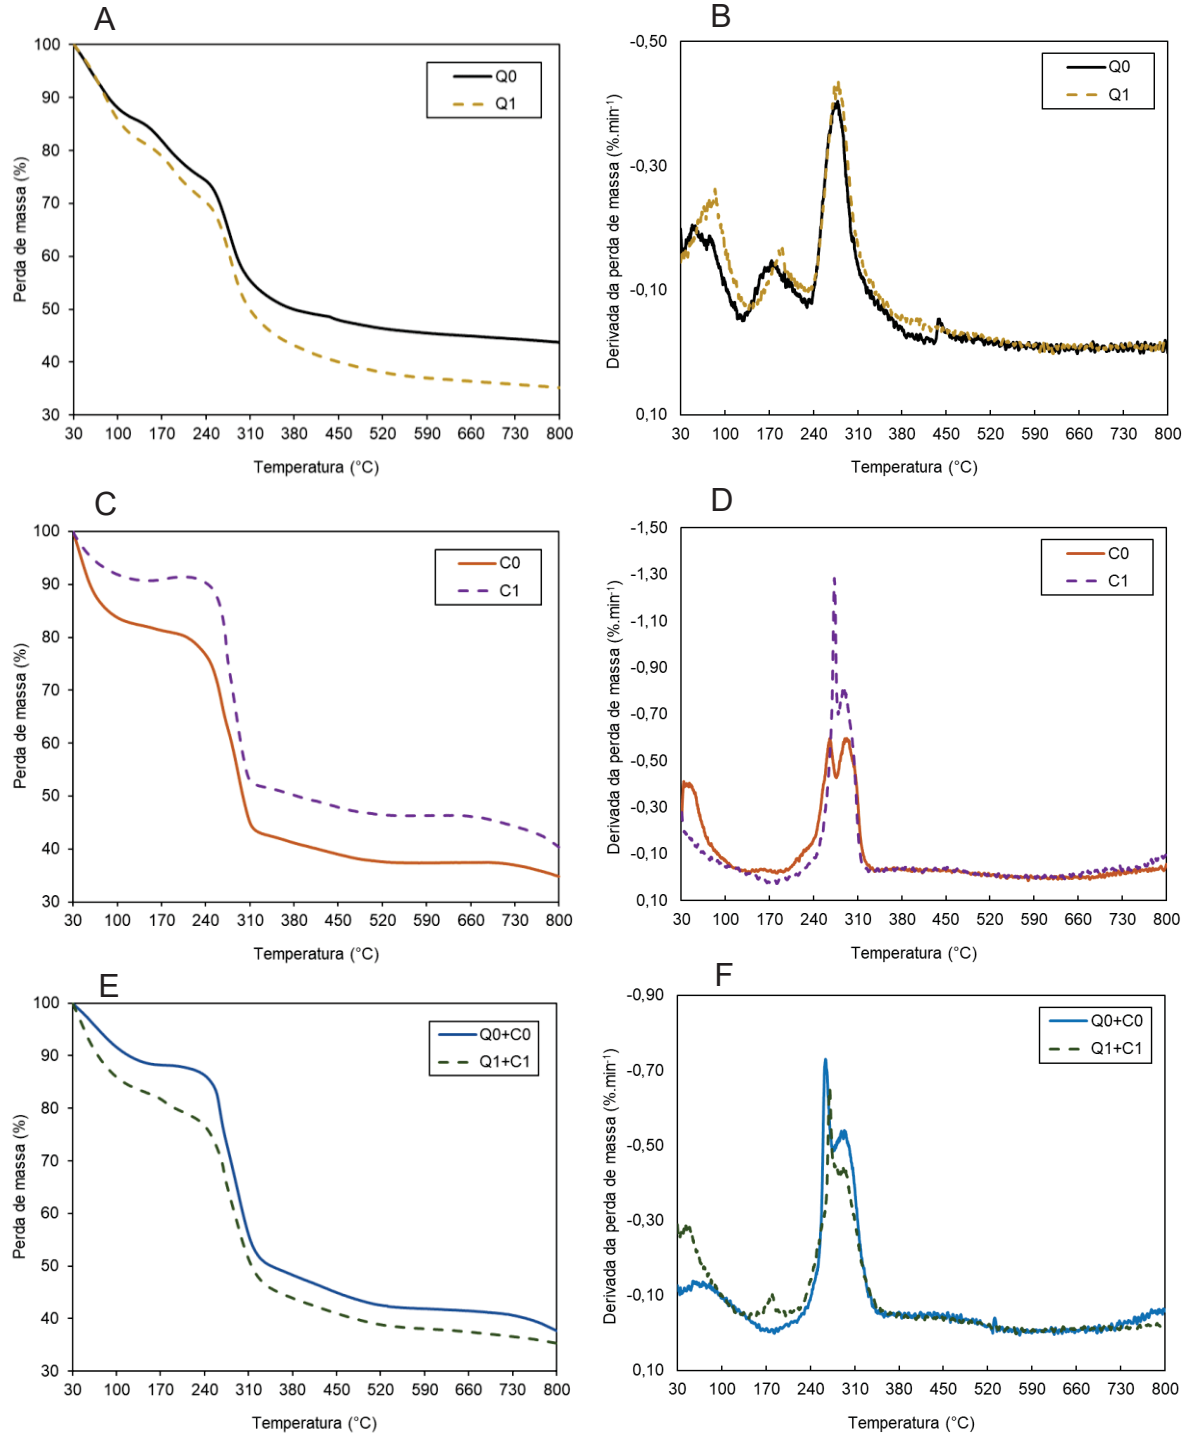 A
100
90
80
70
60
50
40
30
Perda de massa (%)
Q0
Q1
30 100 170 240 310 380 450 520 590 660 730 800
Temperatura (°C)
B
-0,50
-0,30
-0,10
0,10
Derivada da perda de massa (%.min⁻¹)
Q0
Q1
30 100 170 240 310 380 450 520 590 660 730 800
Temperatura (°C)
C
100
90
80
70
60
50
40
30
Perda de massa (%)
C0
C1
30 100 170 240 310 380 450 520 590 660 730 800
Temperatura (°C)
D
-1,50
-1,30
-1,10
-0,90
-0,70
-0,50
-0,30
-0,10
0,10
Derivada da perda de massa (%.min⁻¹)
C0
C1
30 100 170 240 310 380 450 520 590 660 730 800
Temperatura (°C)
E
100
90
80
70
60
50
40
30
Perda de massa (%)
Q0+C0
Q1+C1
30 100 170 240 310 380 450 520 590 660 730 800
Temperatura (°C)
F
-0,90
-0,70
-0,50
-0,30
-0,10
0,10
Derivada da perda de massa (%.min⁻¹)
Q0+C0
Q1+C1
30 100 170 240 310 380 450 520 590 660 730 800
Temperatura (°C)